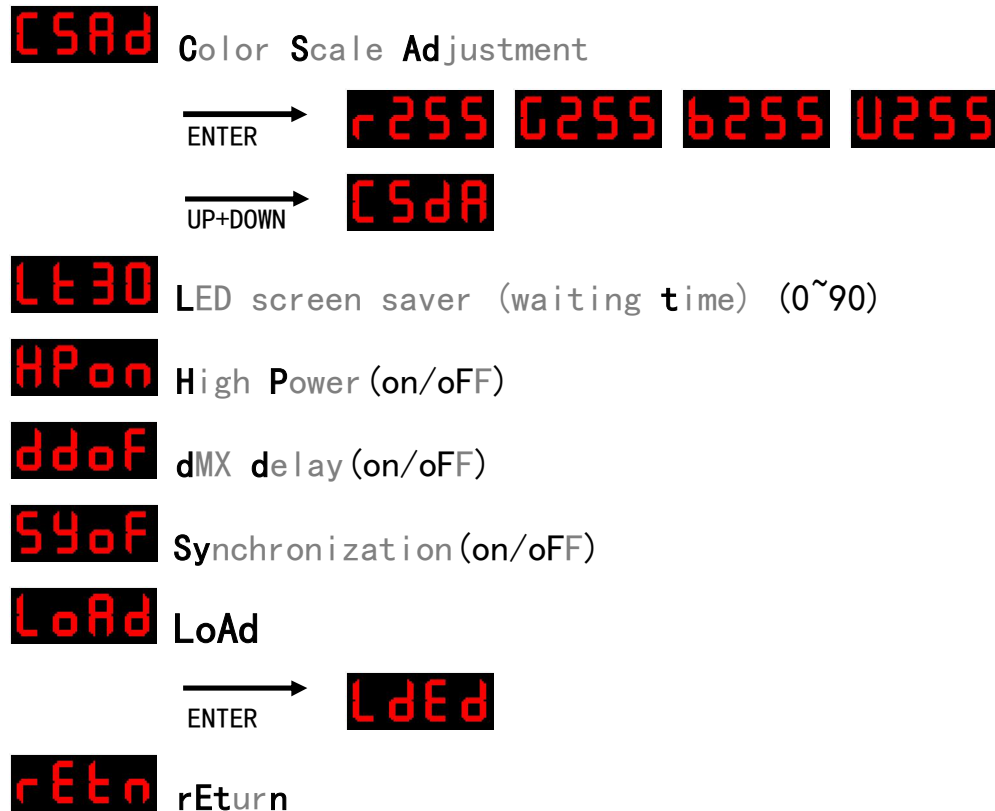 CSAd Color Scale Adjustment
ENTER r255 G255 b255 U255
UP+DOWN CSdA
Lt30 LED screen saver (waiting time) (0~90)
HPon High Power(on/oFF)
ddoF dMX delay(on/oFF)
SyoF Synchronization(on/oFF)
LoAd LoAd
ENTER LdEd
rEtn rEturn